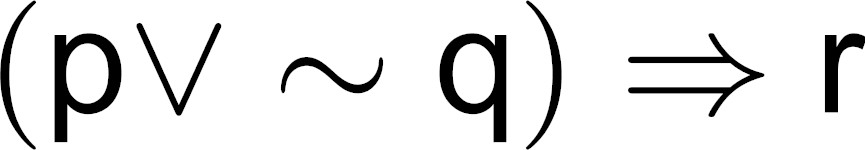 (p∨ ∼ q) ⇒ r